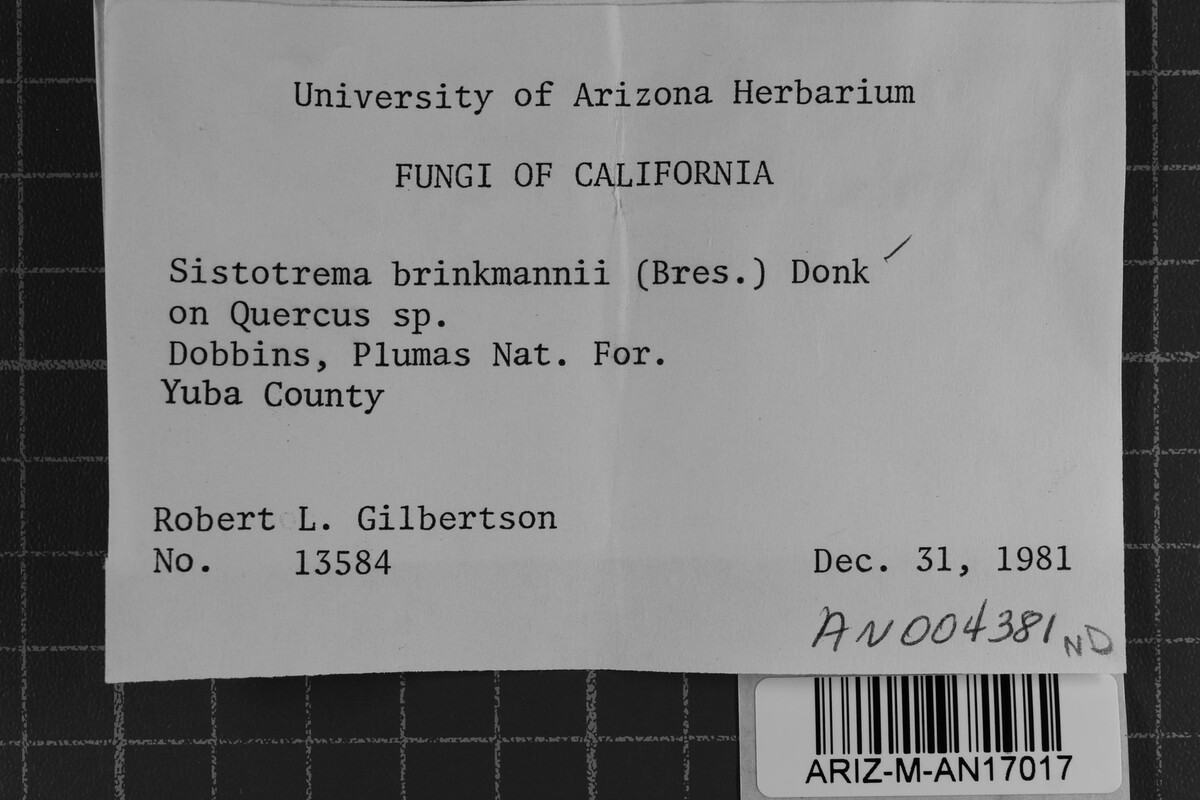 University of Arizona Herbarium
FUNGI OF CALIFORNIA
Sistotrema brinkmannii (Bres.) Donk
on Quercus sp.
Dobbins, Plumas Nat. For.
Yuba County
Robert L. Gilbertson
No. 13584
Dec. 31, 1981
AN004381 ND
ARIZ-M-AN17017